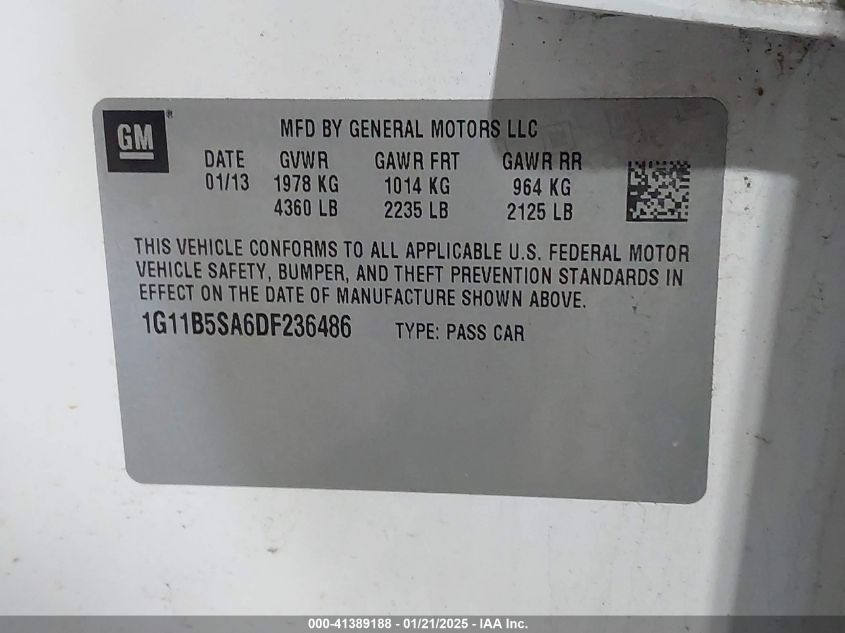 GM®
MFD BY GENERAL MOTORS LLC
DATE GVWR GAWR FRT GAWR RR
01/13 1978 KG 1014 KG 964 KG
4360 LB 2235 LB 2125 LB
THIS VEHICLE CONFORMS TO ALL APPLICABLE U.S. FEDERAL MOTOR
VEHICLE SAFETY, BUMPER, AND THEFT PREVENTION STANDARDS IN
EFFECT ON THE DATE OF MANUFACTURE SHOWN ABOVE.
1G11B5SA6DF236486 TYPE: PASS CAR
000-41389188 - 01/21/2025 - IAA Inc.